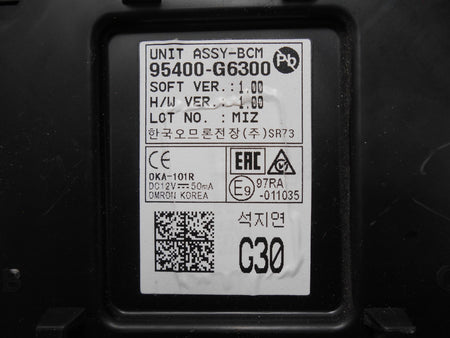 UNIT ASSY-BCM
95400-G6300
Pb
SOFT VER.:1.00
H/W VER.:1.00
LOT NO. : MIZ
한국오므론전장(주)SR73
CE
EAC
OKA-101R
DC12V⎓50mA
OMRON KOREA
E9
97RA
-011035
석지연
G30